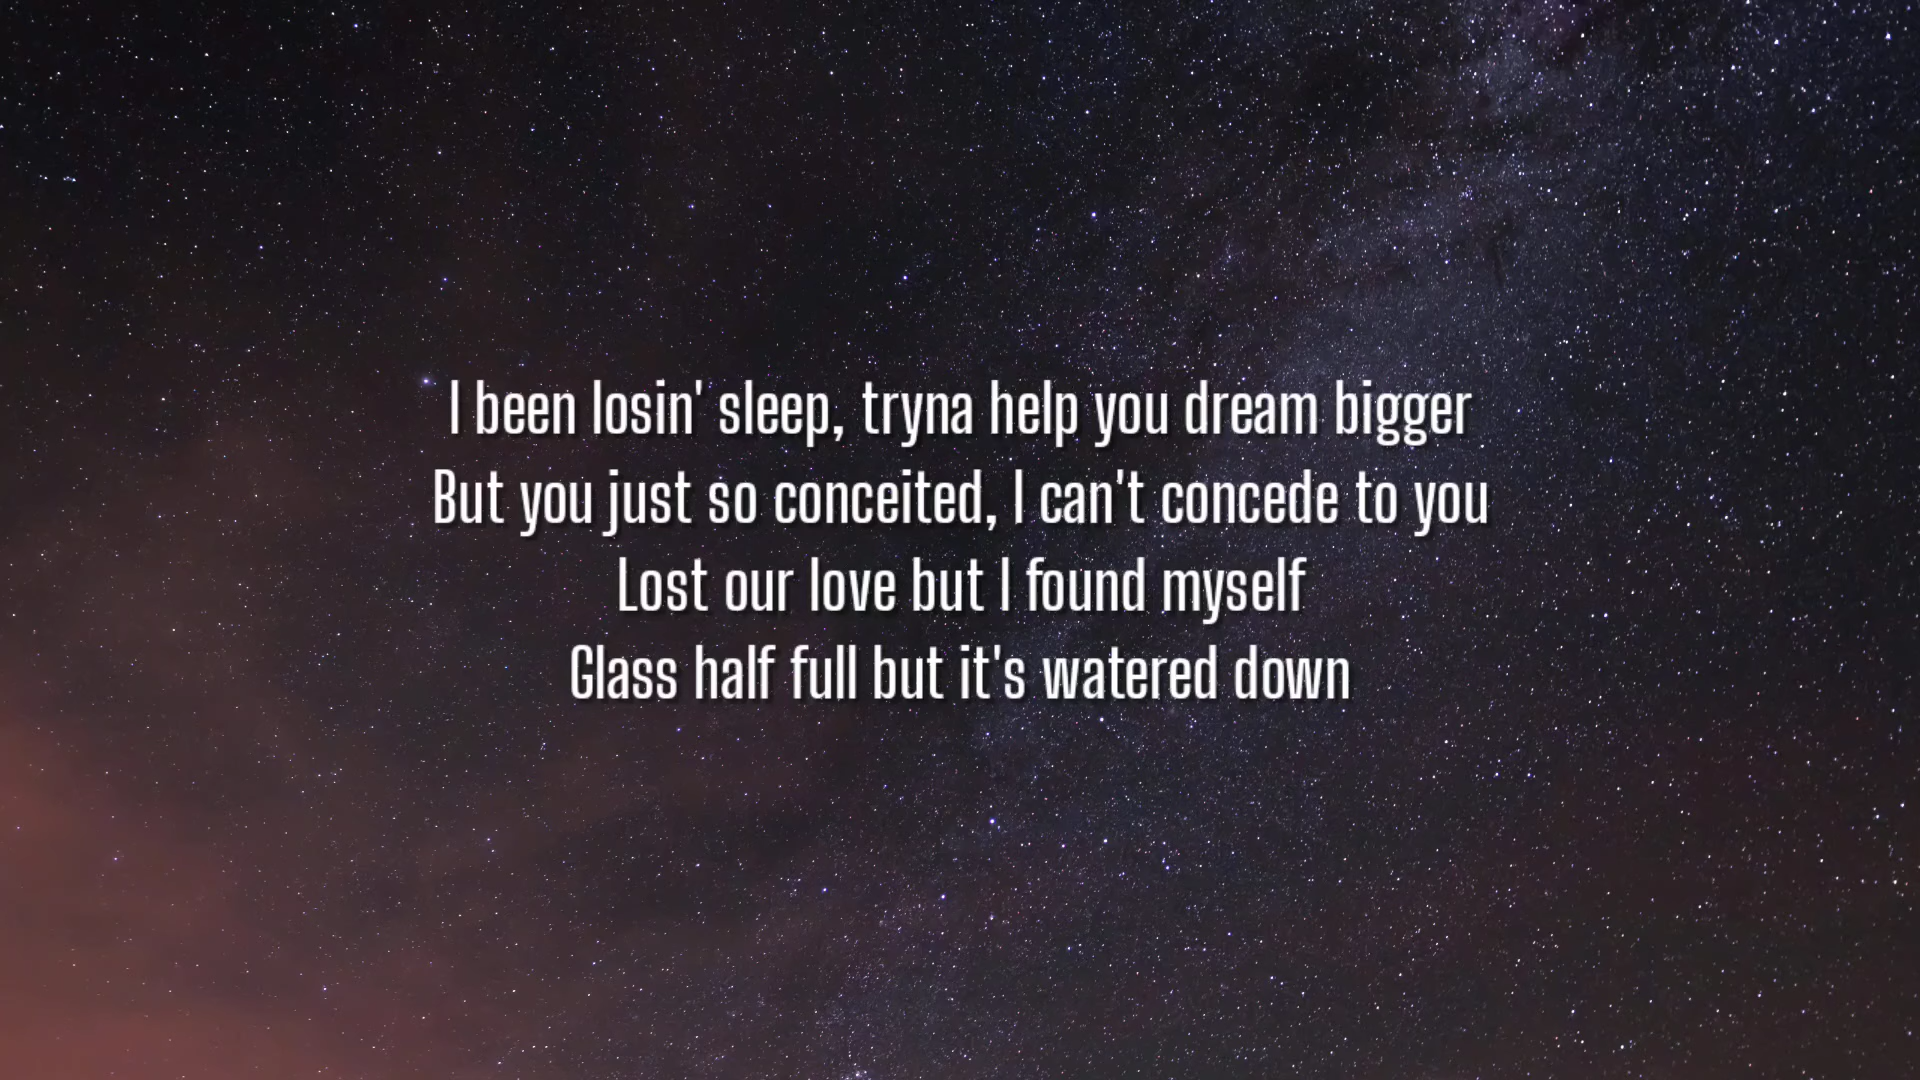 I been losin' sleep, tryna help you dream bigger
But you just so conceited, I can't concede to you
Lost our love but I found myself
Glass half full but it's watered down